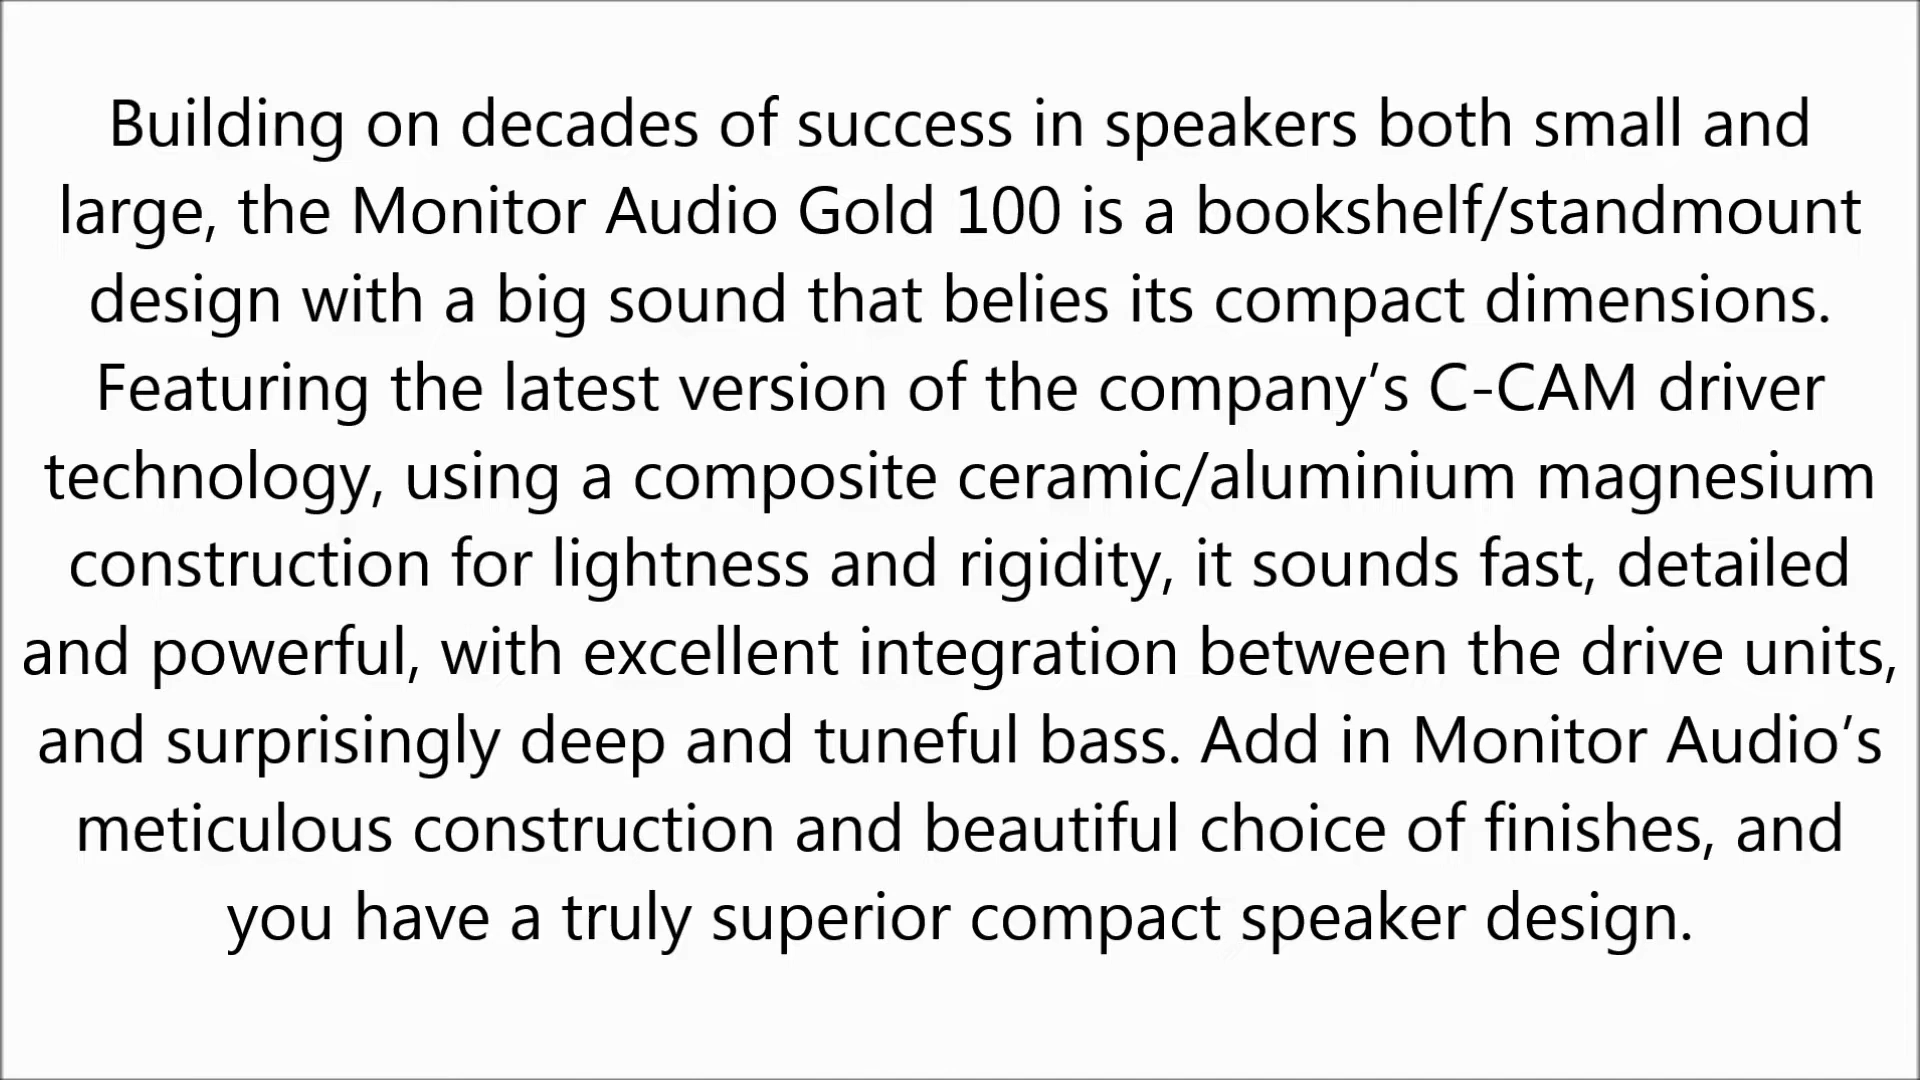 Building on decades of success in speakers both small and
large, the Monitor Audio Gold 100 is a bookshelf/standmount
design with a big sound that belies its compact dimensions.
Featuring the latest version of the company’s C-CAM driver
technology, using a composite ceramic/aluminium magnesium
construction for lightness and rigidity, it sounds fast, detailed
and powerful, with excellent integration between the drive units,
and surprisingly deep and tuneful bass. Add in Monitor Audio‘s
meticulous construction and beautiful choice of finishes, and
you have a truly superior compact speaker design.